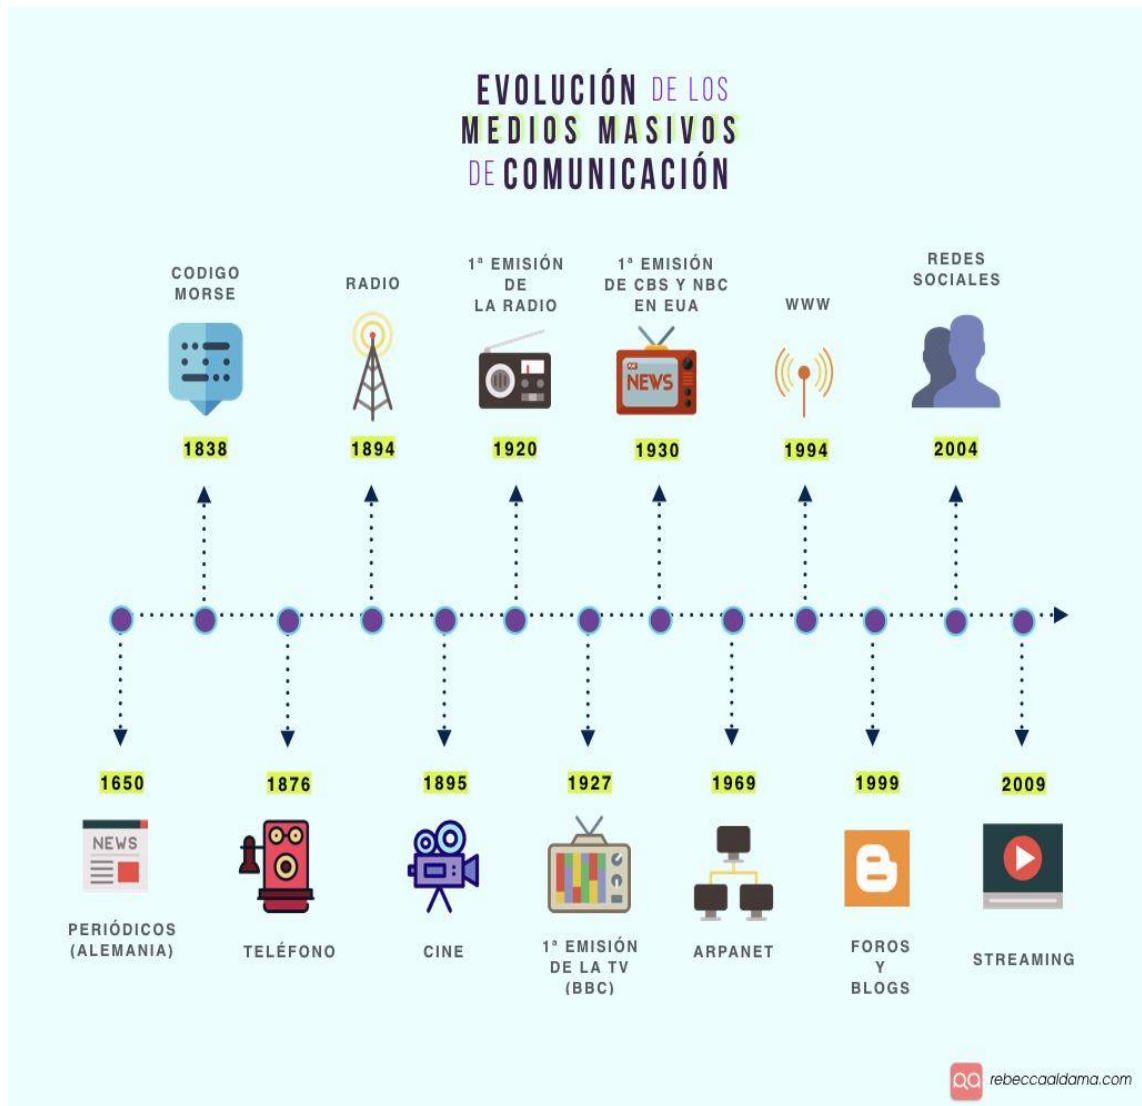 EVOLUCIÓN DE LOS
MEDIOS MASIVOS
DE COMUNICACIÓN
CODIGO
MORSE
1838
RADIO
1894
1ª EMISIÓN
DE
LA RADIO
1920
1ª EMISIÓN
DE CBS Y NBC
EN EUA
NEWS
1930
WWW
1994
REDES
SOCIALES
2004
1650
NEWS
PERIÓDICOS
(ALEMANIA)
1876
TELÉFONO
1895
CINE
1927
1ª EMISIÓN
DE LA TV
(BBC)
1969
ARPANET
1999
B
FOROS
Y
BLOGS
2009
STREAMING
rebeccaaldama.com